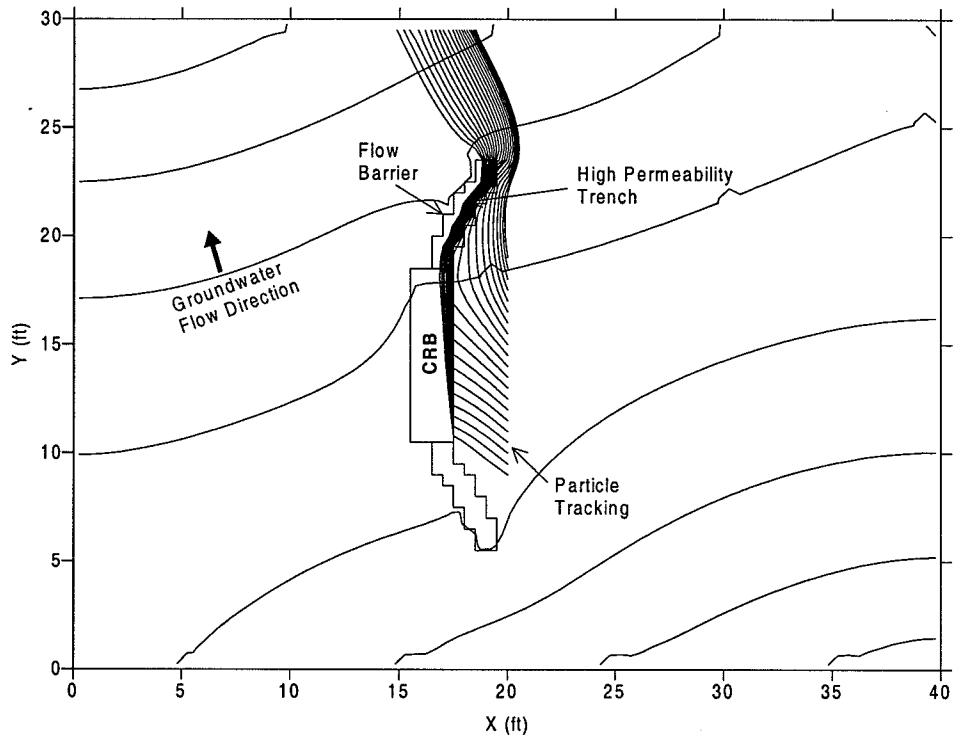 30
25
20
15
10
5
0
Y (ft)
Flow
Barrier
High Permeability
Trench
Groundwater
Flow Direction
CRB
Particle
Tracking
0
5
10
15
20
25
30
35
40
X (ft)